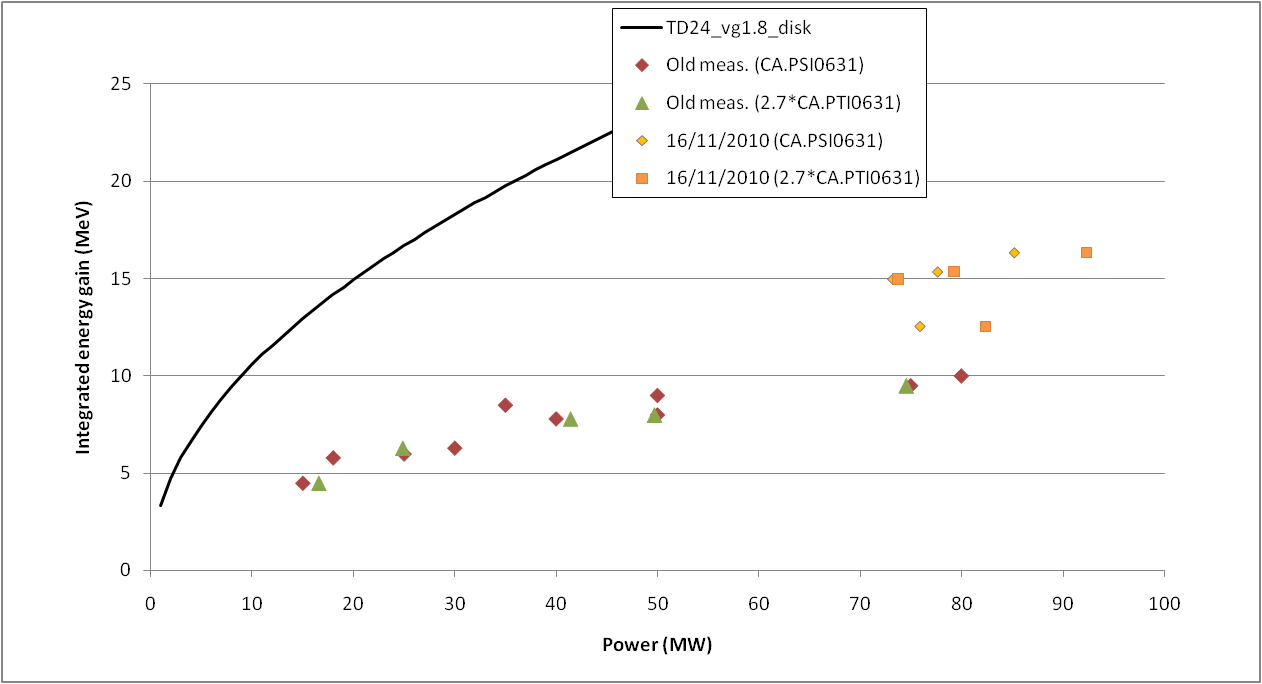 TD24_vg1.8_disk
Old meas. (CA.PSI0631)
Old meas. (2.7*CA.PTI0631)
16/11/2010 (CA.PSI0631)
16/11/2010 (2.7*CA.PTI0631)
25
20
15
10
5
0
Integrated energy gain (MeV)
0 10 20 30 40 50 60 70 80 90 100
Power (MW)